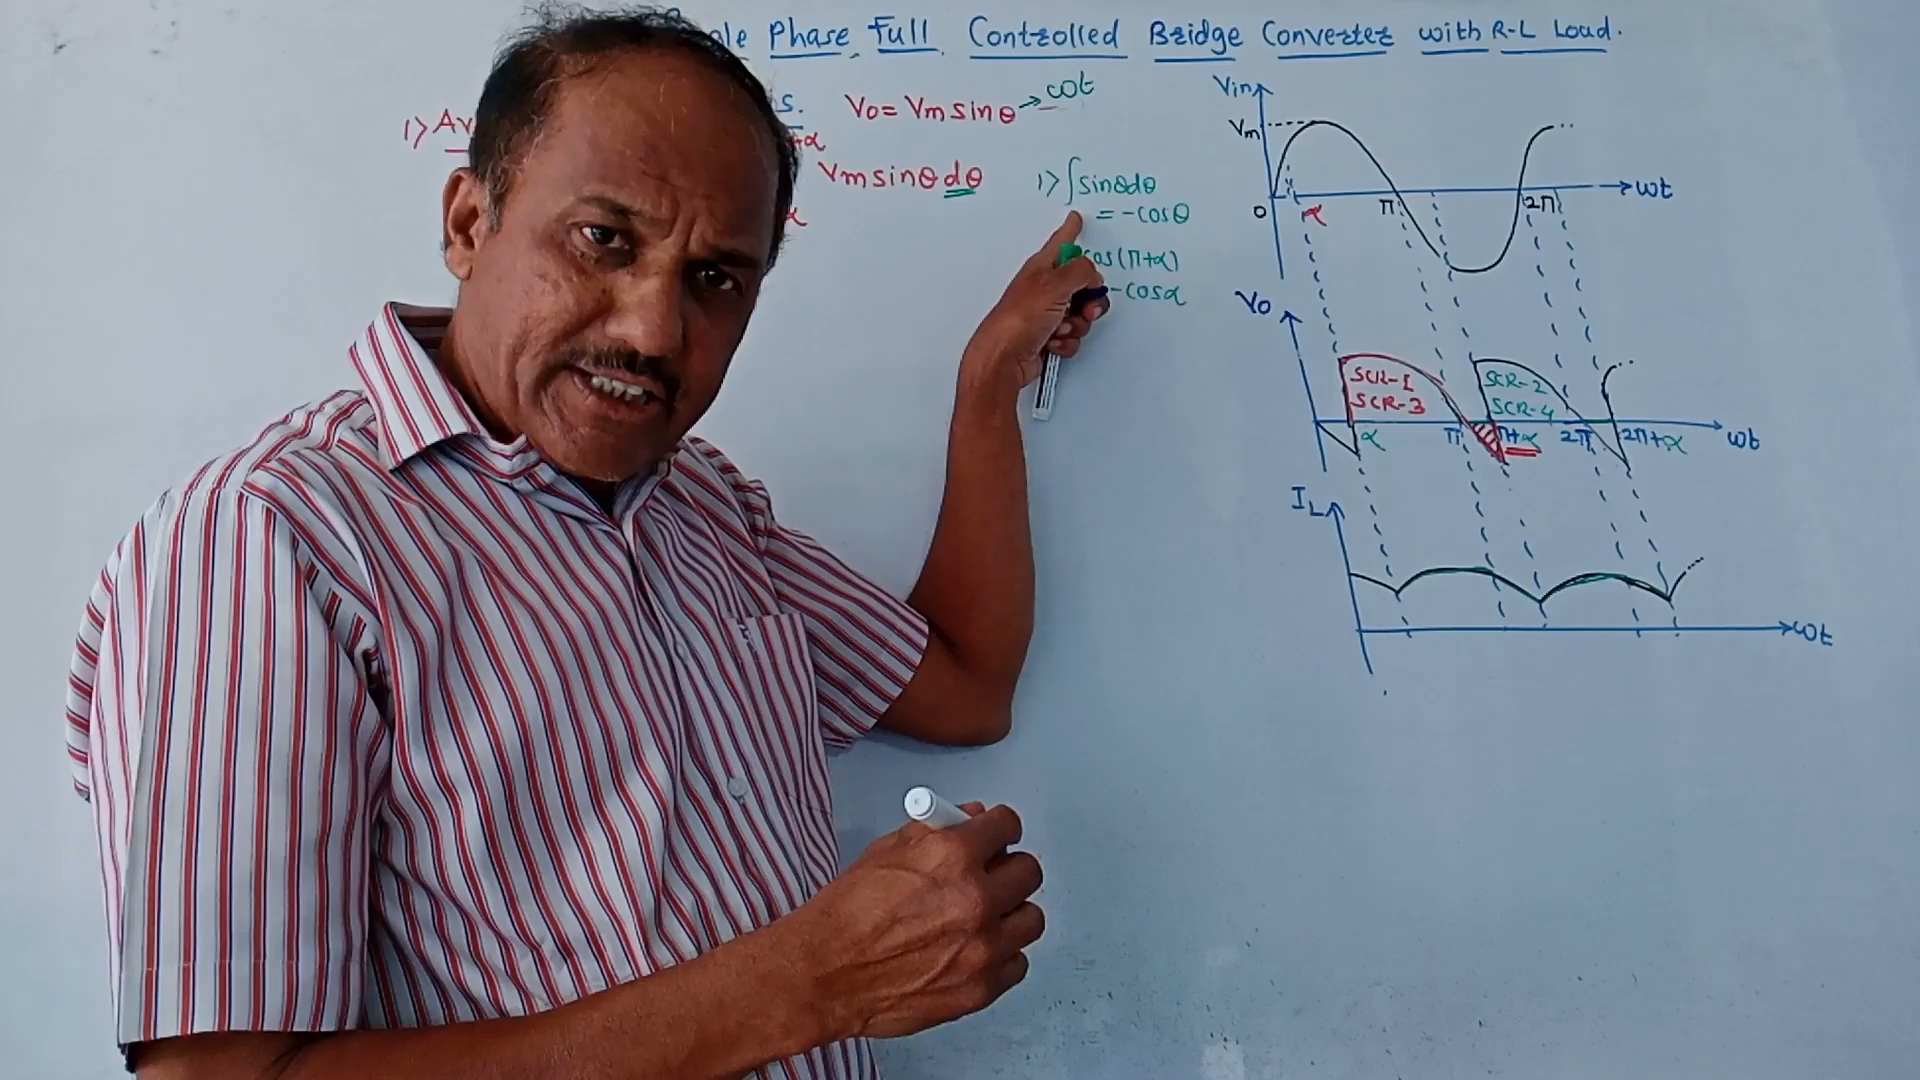 Phase Full Controlled Bridge Converter with R-L Load.
1> Av
s.
Vo = Vm sinθ → ωt
+α
Vm sinθ dθ
α
1> ∫sinθdθ
= -cosθ
cos(π+α)
-cosα
Vin
Vm
0
α
π
2π
ωt
Vo
SCR-1
SCR-3
SCR-2
SCR-4
α
π
π+α
2π
2π+α
ωt
IL
ωt